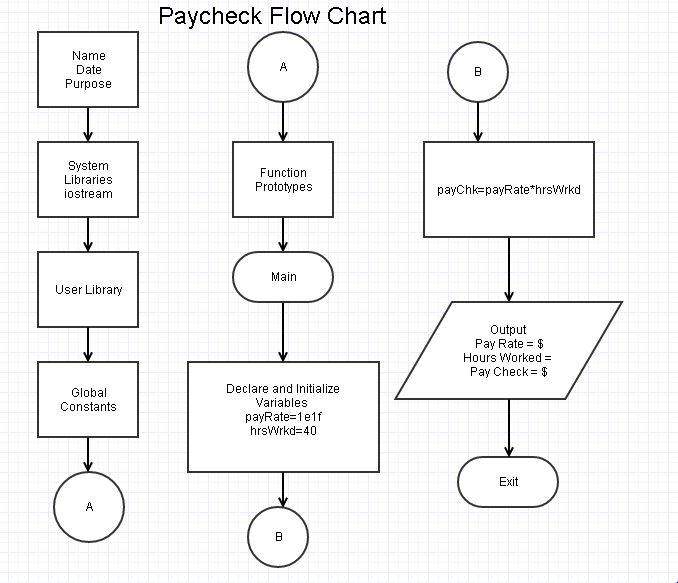 Paycheck Flow Chart
Name
Date
Purpose
System
Libraries
iostream
User Library
Global
Constants
A
A
Function
Prototypes
Main
Declare and Initialize
Variables
payRate=1e1f
hrsWrkd=40
B
B
payChk=payRate*hrsWrkd
Output
Pay Rate = $
Hours Worked =
Pay Check = $
Exit